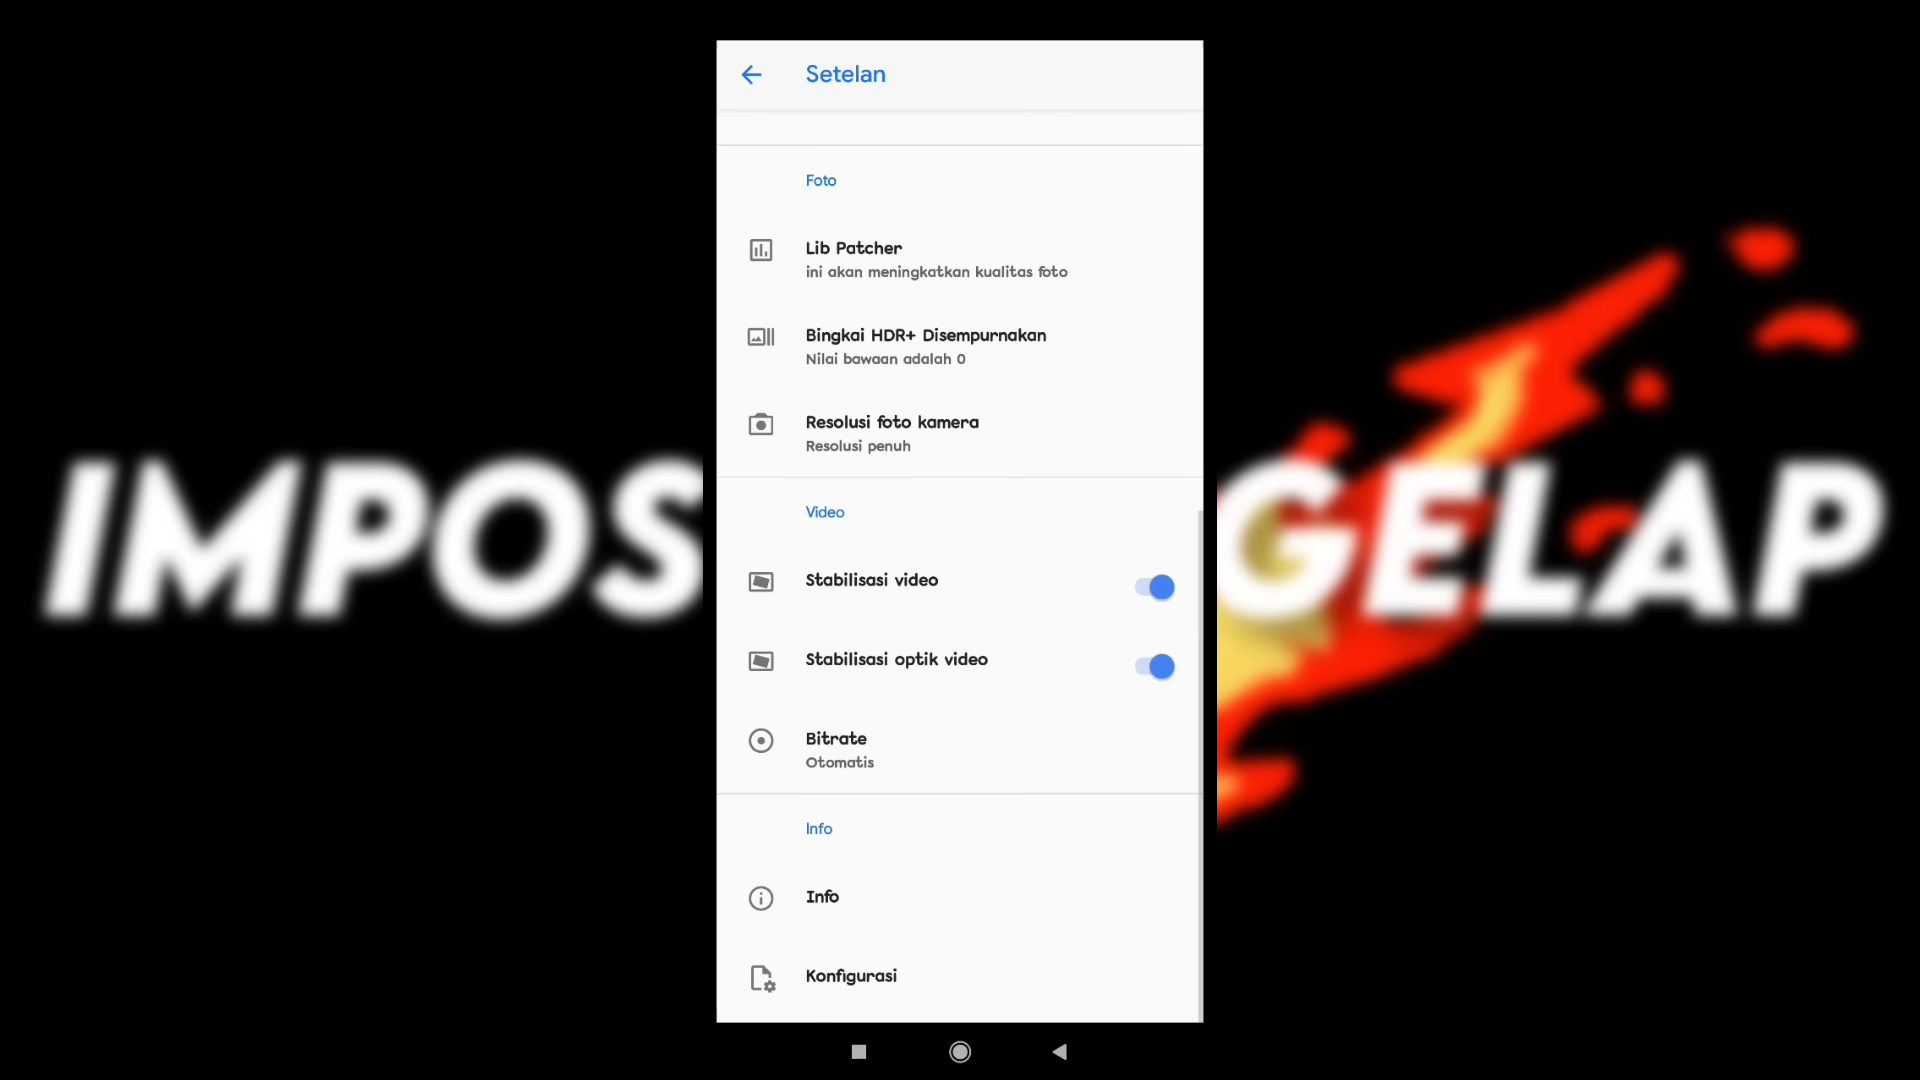 Setelan
Foto
Lib Patcher
ini akan meningkatkan kualitas foto
Bingkai HDR+ Disempurnakan
Nilai bawaan adalah 0
Resolusi foto kamera
Resolusi penuh
IMPOS
GELAP
Video
Stabilisasi video
Stabilisasi optik video
Bitrate
Otomatis
Info
Info
Konfigurasi